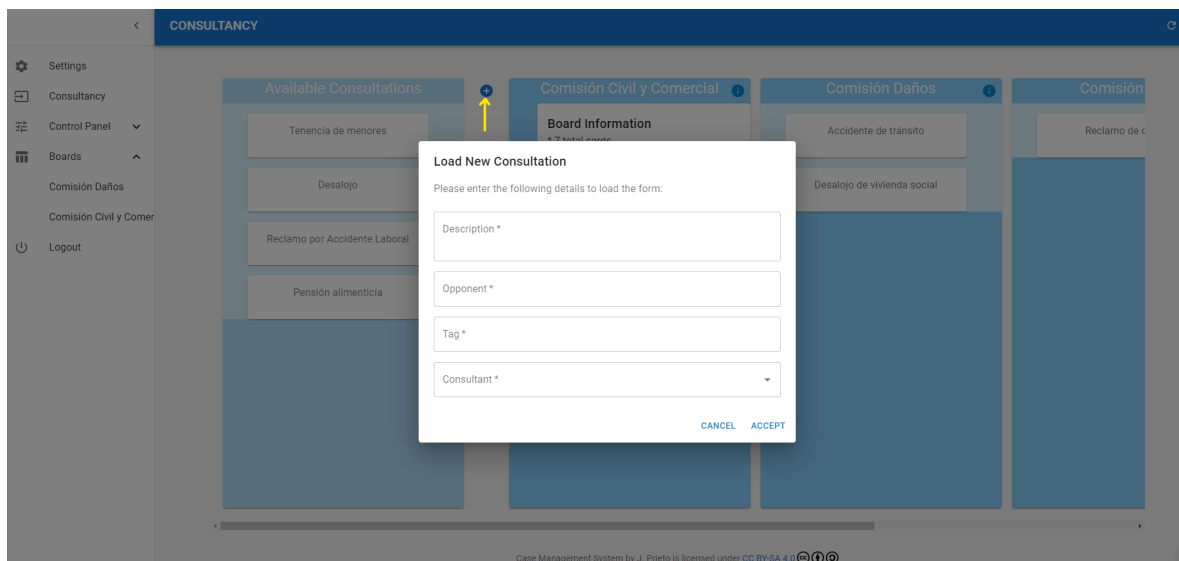 CONSULTANCY
Settings
Consultancy
Control Panel
Boards
Comisión Daños
Comisión Civil y Comer
Logout
Available Consultations
Tenencia de menores
Desalojo
Reclamo por Accidente Laboral
Pensión alimenticia
Comisión Civil y Comercial
Board Information
* 7 total cards
Comisión Daños
Accidente de tránsito
Desalojo de vivienda social
Comisión
Reclamo de
Load New Consultation
Please enter the following details to load the form:
Description *
Opponent *
Tag *
Consultant *
CANCEL ACCEPT
Case Management System by J. Prieto is licensed under CC BY-SA 4.0